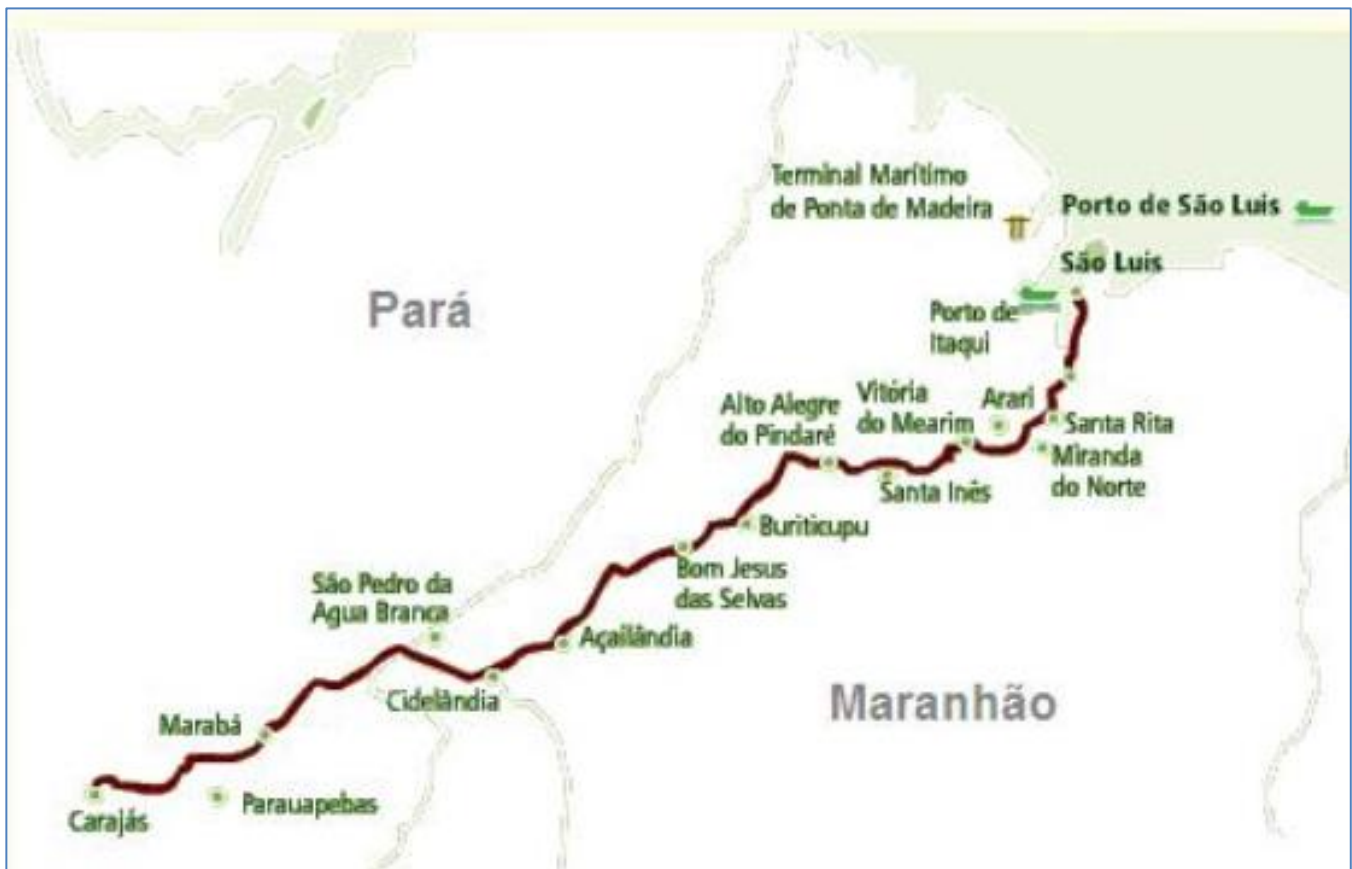 Terminal Marítimo
de Ponta de Madeira
Porto de São Luis
São Luis
Pará
Porto de
Itaqui
Alto Alegre
do Pindaré
Vitória
do Mearim
Arari
Santa Rita
Miranda
do Norte
Santa Inês
Buriticupu
Bom Jesus
das Selvas
São Pedro da
Agua Branca
Açailândia
Cidelândia
Maranhão
Marabá
Parauapebas
Carajás